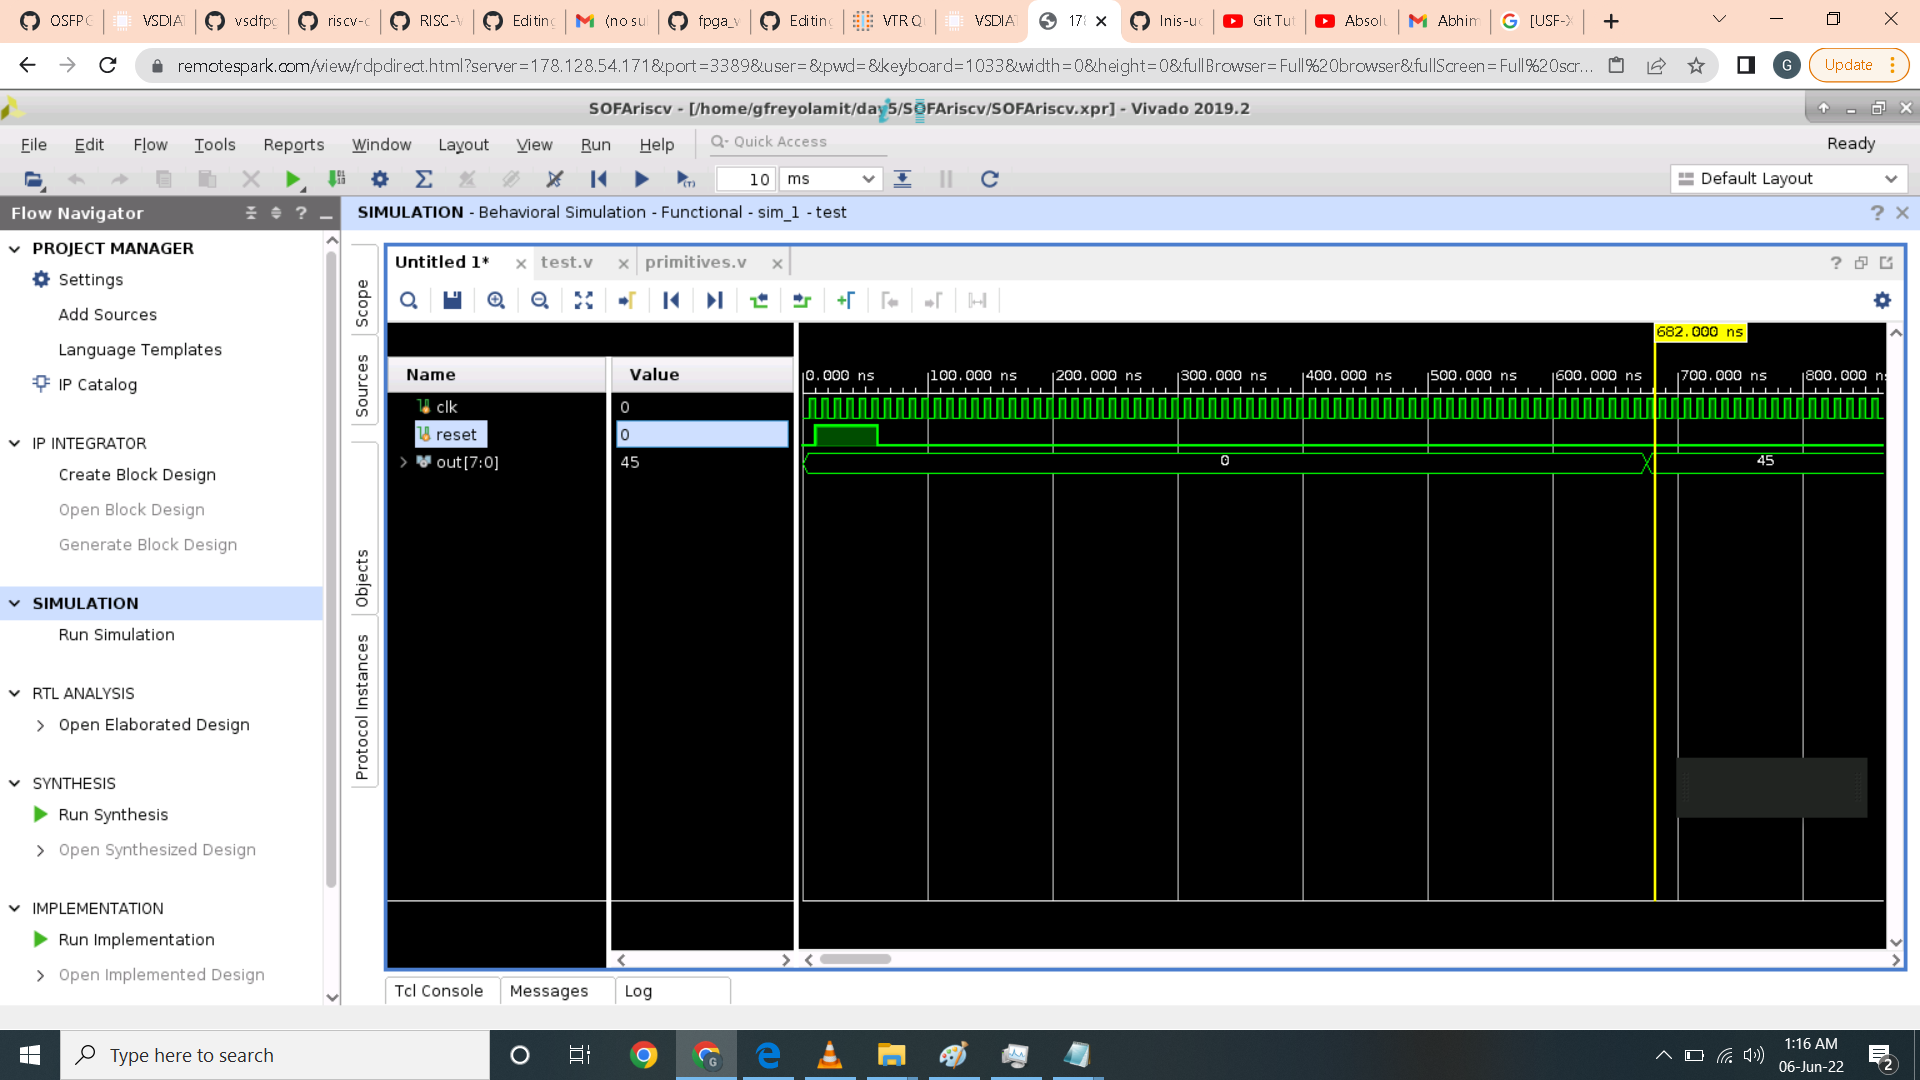 OSFPG VSDIAT vsdfpg riscv-c RISC-V Editing (no su fpga_v Editing VTR Q VSDIAT 178 Inis-uc Git Tut Absolu Abhim [USF-X
remotespark.com/view/rdpdirect.html?server=178.128.54.171&port=3389&user=&pwd=&keyboard=1033&width=0&height=0&fullBrowser=Full%20browser&fullScreen=Full%20scr... G Update
SOFAriscv - [/home/gfreyolamit/day5/SOFAriscv/SOFAriscv.xpr] - Vivado 2019.2
File Edit Flow Tools Reports Window Layout View Run Help Quick Access Ready
10 ms Default Layout
Flow Navigator ?
SIMULATION - Behavioral Simulation - Functional - sim_1 - test ?
PROJECT MANAGER
Settings
Add Sources
Language Templates
IP Catalog
IP INTEGRATOR
Create Block Design
Open Block Design
Generate Block Design
SIMULATION
Run Simulation
RTL ANALYSIS
Open Elaborated Design
SYNTHESIS
Run Synthesis
Open Synthesized Design
IMPLEMENTATION
Run Implementation
Open Implemented Design
Scope
Sources
Objects
Protocol Instances
Untitled 1* test.v primitives.v ?
682.000 ns
Name Value
0.000 ns 100.000 ns 200.000 ns 300.000 ns 400.000 ns 500.000 ns 600.000 ns 700.000 ns 800.000 n
clk 0
reset 0
out[7:0] 45 0 45
Tcl Console Messages Log
Type here to search
1:16 AM
06-Jun-22
2